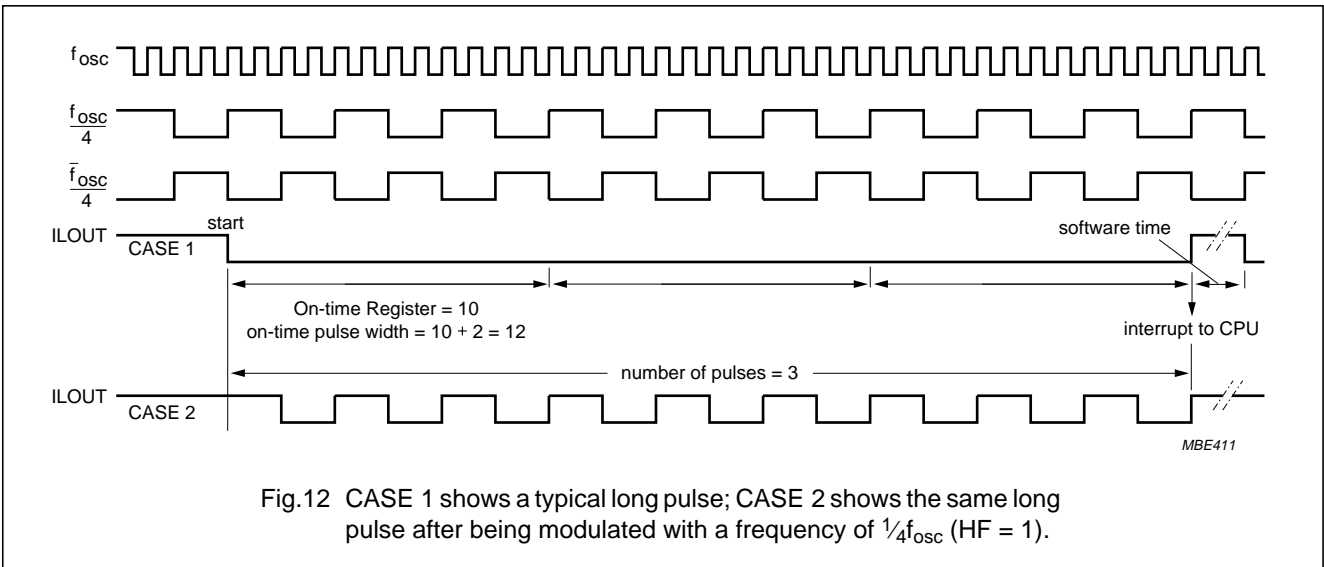 f osc
f osc
4
f̅ osc
4
start
ILOUT
CASE 1
software time
On-time Register = 10
on-time pulse width = 10 + 2 = 12
interrupt to CPU
number of pulses = 3
ILOUT
CASE 2
MBE411
Fig.12 CASE 1 shows a typical long pulse; CASE 2 shows the same long
pulse after being modulated with a frequency of ¼fosc (HF = 1).